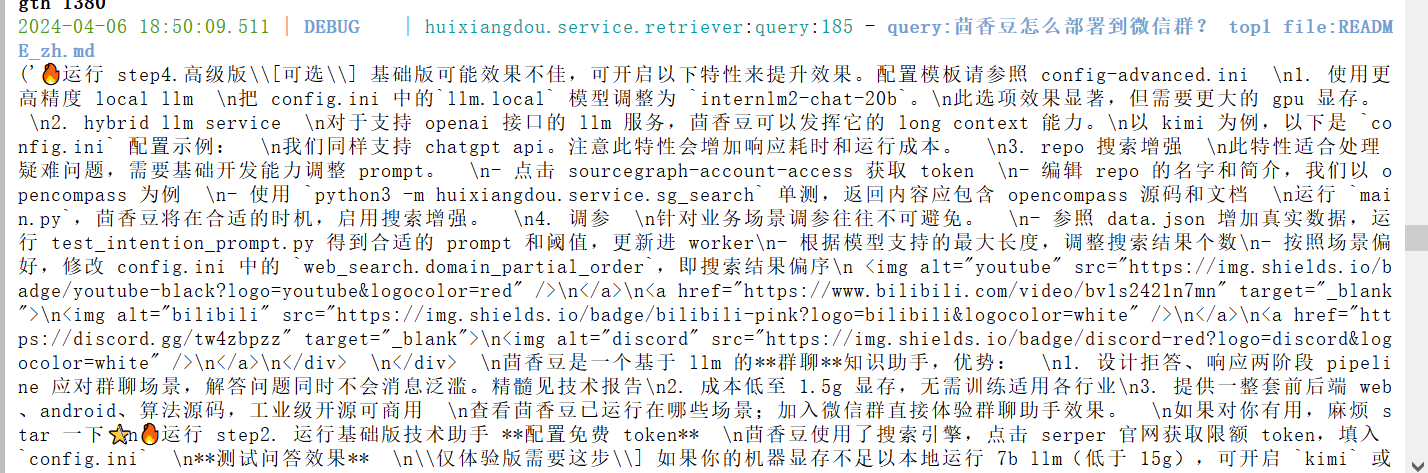 gth 1380
2024-04-06 18:50:09.511 | DEBUG    | huixiangdou.service.retriever:query:185 - query:茴香豆怎么部署到微信群? top1 file:READM
E_zh.md
('🔥运行 step4.高级版\\[可选\\] 基础版可能效果不佳，可开启以下特性来提升效果。配置模板请参照 config-advanced.ini  \n1. 使用更
高精度 local llm  \n把 config.ini 中的`llm.local` 模型调整为 `internlm2-chat-20b`。\n此选项效果显著，但需要更大的 gpu 显存。
 \n2. hybrid llm service  \n对于支持 openai 接口的 llm 服务，茴香豆可以发挥它的 long context 能力。\n以 kimi 为例，以下是 `co
nfig.ini` 配置示例：  \n我们同样支持 chatgpt api。注意此特性会增加响应耗时和运行成本。  \n3. repo 搜索增强  \n此特性适合处理
疑难问题，需要基础开发能力调整 prompt。  \n- 点击 sourcegraph-account-access 获取 token  \n- 编辑 repo 的名字和简介，我们以 o
pencompass 为例  \n- 使用 `python3 -m huixiangdou.service.sg_search` 单测，返回内容应包含 opencompass 源码和文档  \n运行 `mai
n.py`，茴香豆将在合适的时机，启用搜索增强。  \n4. 调参  \n针对业务场景调参往往不可避免。  \n- 参照 data.json 增加真实数据，运
行 test_intention_prompt.py 得到合适的 prompt 和阈值，更新进 worker\n- 根据模型支持的最大长度，调整搜索结果个数\n- 按照场景偏
好，修改 config.ini 中的 `web_search.domain_partial_order`，即搜索结果偏序\n <img alt="youtube" src="https://img.shields.io/b
adge/youtube-black?logo=youtube&logocolor=red" />\n</a>\n<a href="https://www.bilibili.com/video/bv1s2421n7mn" target="_blank
">\n<img alt="bilibili" src="https://img.shields.io/badge/bilibili-pink?logo=bilibili&logocolor=white" />\n</a>\n<a href="htt
ps://discord.gg/tw4zbpzz" target="_blank">\n<img alt="discord" src="https://img.shields.io/badge/discord-red?logo=discord&log
ocolor=white" />\n</a>\n</div>  \n</div>  \n茴香豆是一个基于 llm 的**群聊**知识助手，优势：  \n1. 设计拒答、响应两阶段 pipeli
ne 应对群聊场景，解答问题同时不会消息泛滥。精髓见技术报告\n2. 成本低至 1.5g 显存，无需训练适用各行业\n3. 提供一整套前后端 web
、android、算法源码，工业级开源可商用  \n查看茴香豆已运行在哪些场景；加入微信群直接体验群聊助手效果。  \n如果对你有用，麻烦 s
tar 一下⭐\n🔥运行 step2. 运行基础版技术助手 **配置免费 token**  \n茴香豆使用了搜索引擎，点击 serper 官网获取限额 token，填入
`config.ini`  \n**测试问答效果**  \n\\[仅体验版需要这步\\] 如果你的机器显存不足以本地运行 7b llm（低于 15g），可开启 `kimi` 或